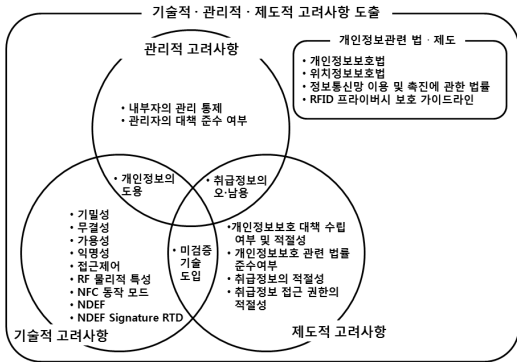 기술적 · 관리적 · 제도적 고려사항 도출
관리적 고려사항
• 내부자의 관리 통제
• 관리자의 대책 준수 여부
개인정보관련 법 · 제도
• 개인정보보호법
• 위치정보보호법
• 정보통신망 이용 및 촉진에 관한 법률
• RFID 프라이버시 보호 가이드라인
• 개인정보의
도용
• 취급정보의
오·남용
• 기밀성
• 무결성
• 가용성
• 익명성
• 접근제어
• RF 물리적 특성
• NFC 동작 모드
• NDEF
• NDEF Signature RTD
기술적 고려사항
• 미검증
기술
도입
•개인정보보호 대책 수립
여부 및 적절성
• 개인정보보호 관련 법률
준수여부
• 취급정보의 적절성
• 취급정보 접근 권한의
적절성
제도적 고려사항